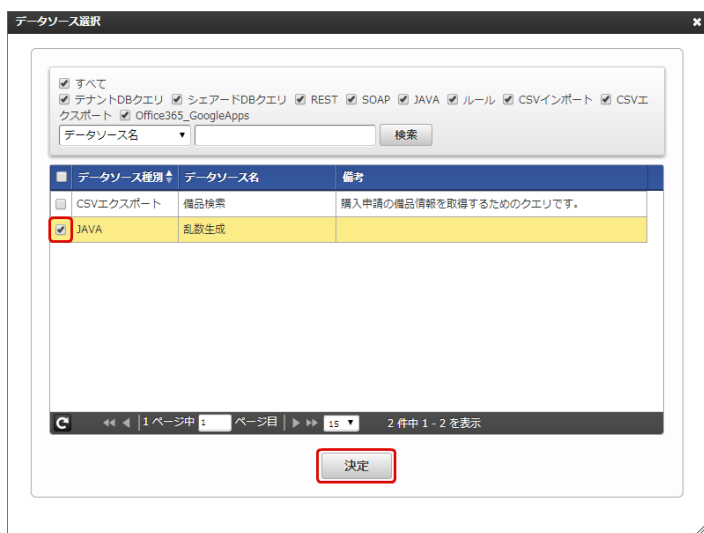 データソース選択
すべて
テナントDBクエリ シェアードDBクエリ REST SOAP JAVA ルール CSVインポート CSVエ
クスポート Office365_GoogleApps
データソース名 検索
データソース種別 データソース名 備考
CSVエクスポート 備品検索 購入申請の備品情報を取得するためのクエリです。
JAVA 乱数生成
1 ページ中 1 ページ目 15 2 件中 1 - 2 を表示
決定